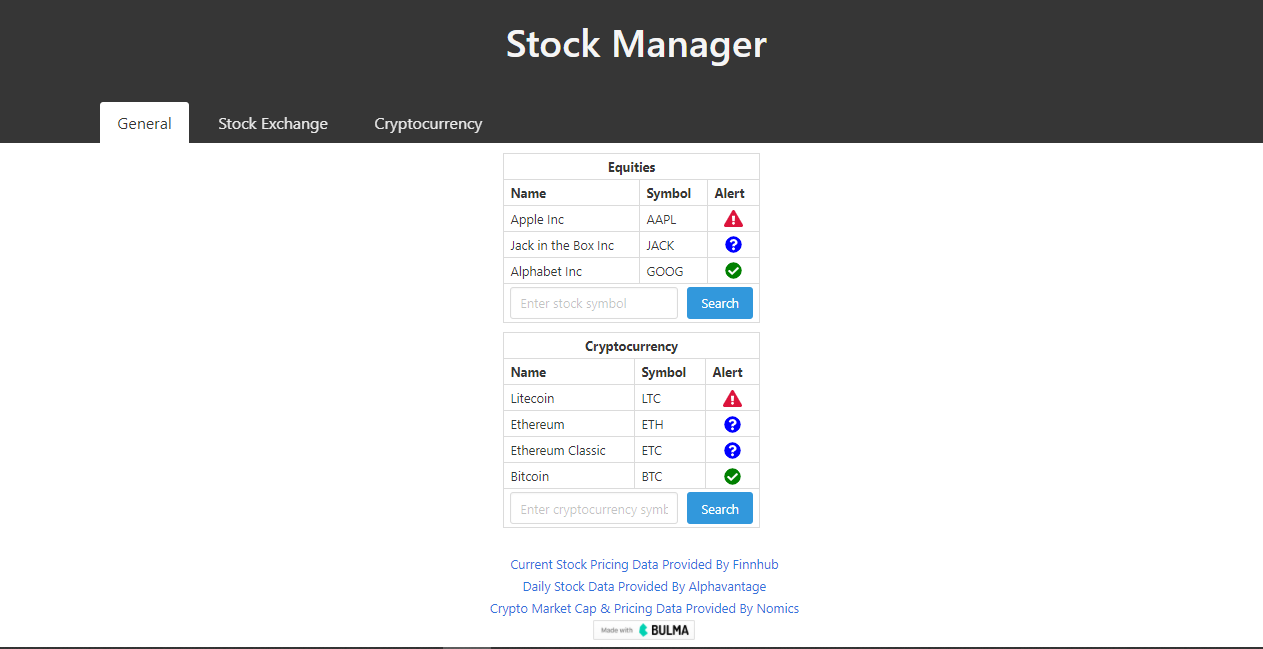 Stock Manager
General Stock Exchange Cryptocurrency
Equities
Name Symbol Alert
Apple Inc AAPL
Jack in the Box Inc JACK
Alphabet Inc GOOG
Enter stock symbol Search
Cryptocurrency
Name Symbol Alert
Litecoin LTC
Ethereum ETH
Ethereum Classic ETC
Bitcoin BTC
Enter cryptocurrency symb Search
Current Stock Pricing Data Provided By Finnhub
Daily Stock Data Provided By Alphavantage
Crypto Market Cap & Pricing Data Provided By Nomics
Made with BULMA